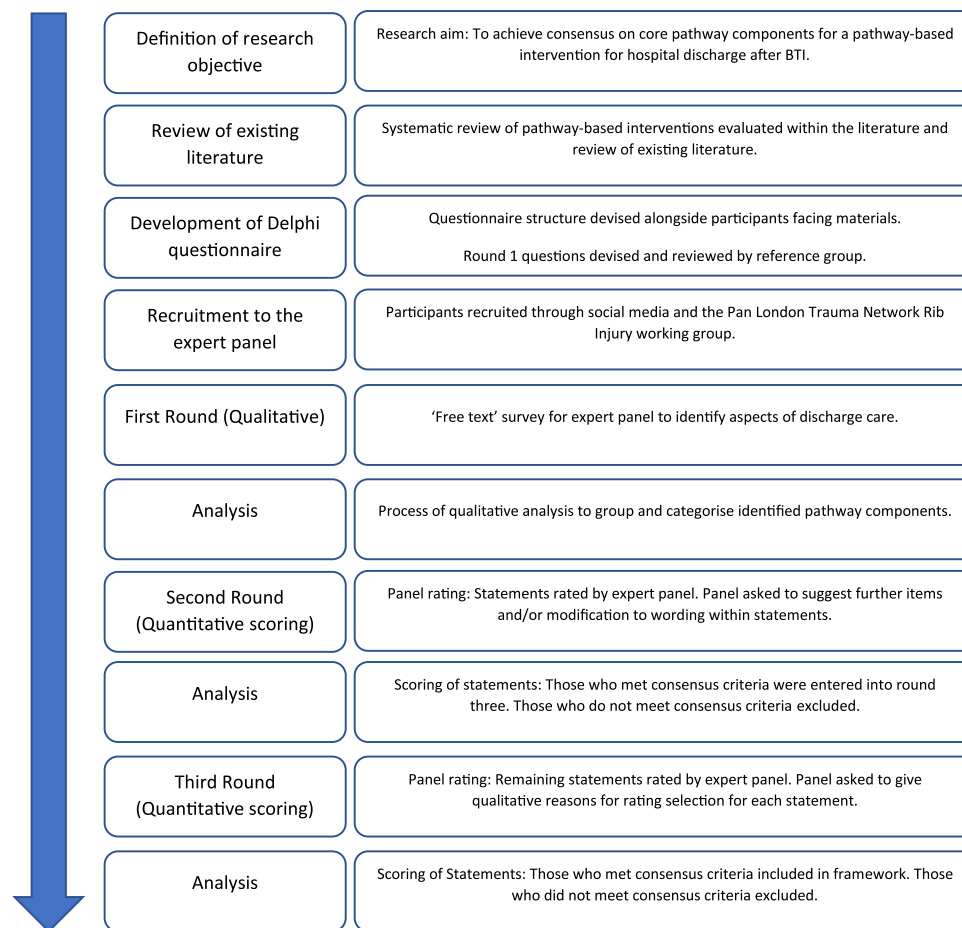 Definition of research
objective
Research aim: To achieve consensus on core pathway components for a pathway-based
intervention for hospital discharge after BTI.
Review of existing
literature
Systematic review of pathway-based interventions evaluated within the literature and
review of existing literature.
Development of Delphi
questionnaire
Questionnaire structure devised alongside participants facing materials.
Round 1 questions devised and reviewed by reference group.
Recruitment to the
expert panel
Participants recruited through social media and the Pan London Trauma Network Rib
Injury working group.
First Round (Qualitative)
‘Free text’ survey for expert panel to identify aspects of discharge care.
Analysis
Process of qualitative analysis to group and categorise identified pathway components.
Second Round
(Quantitative scoring)
Panel rating: Statements rated by expert panel. Panel asked to suggest further items
and/or modification to wording within statements.
Analysis
Scoring of statements: Those who met consensus criteria were entered into round
three. Those who do not meet consensus criteria excluded.
Third Round
(Quantitative scoring)
Panel rating: Remaining statements rated by expert panel. Panel asked to give
qualitative reasons for rating selection for each statement.
Analysis
Scoring of Statements: Those who met consensus criteria included in framework. Those
who did not meet consensus criteria excluded.